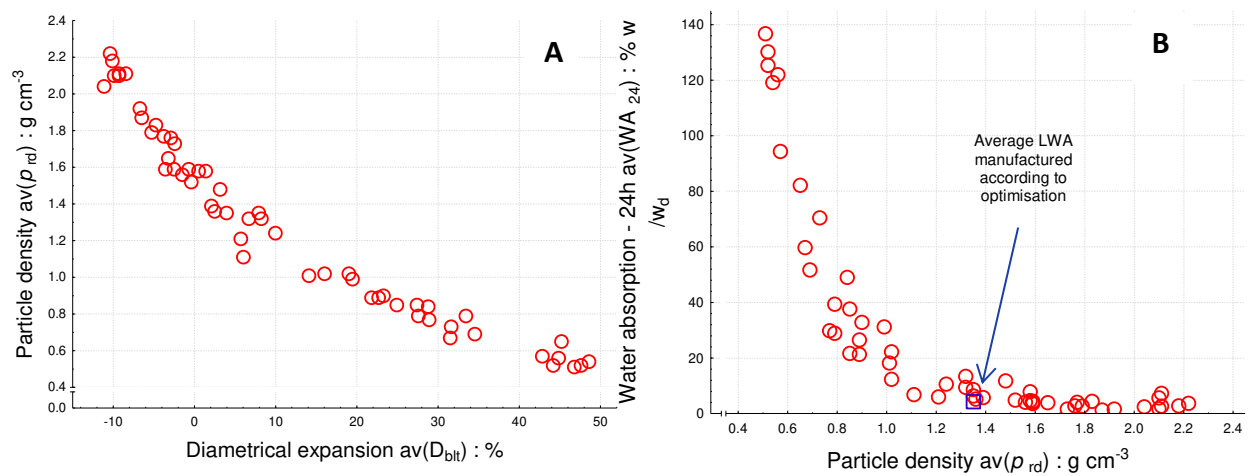 A
Particle density av(p rd) : g cm-3
2.4
2.2
2.0
1.8
1.6
1.4
1.2
1.0
0.8
0.6
0.4
0.0
-10 0 10 20 30 40 50
Diametrical expansion av(Dblt) : %
B
Water absorption - 24h av(WA 24) : % w
/wd
140
120
100
80
60
40
20
0
Average LWA
manufactured
according to
optimisation
0.4 0.6 0.8 1.0 1.2 1.4 1.6 1.8 2.0 2.2
Particle density av(p rd) : g cm-3